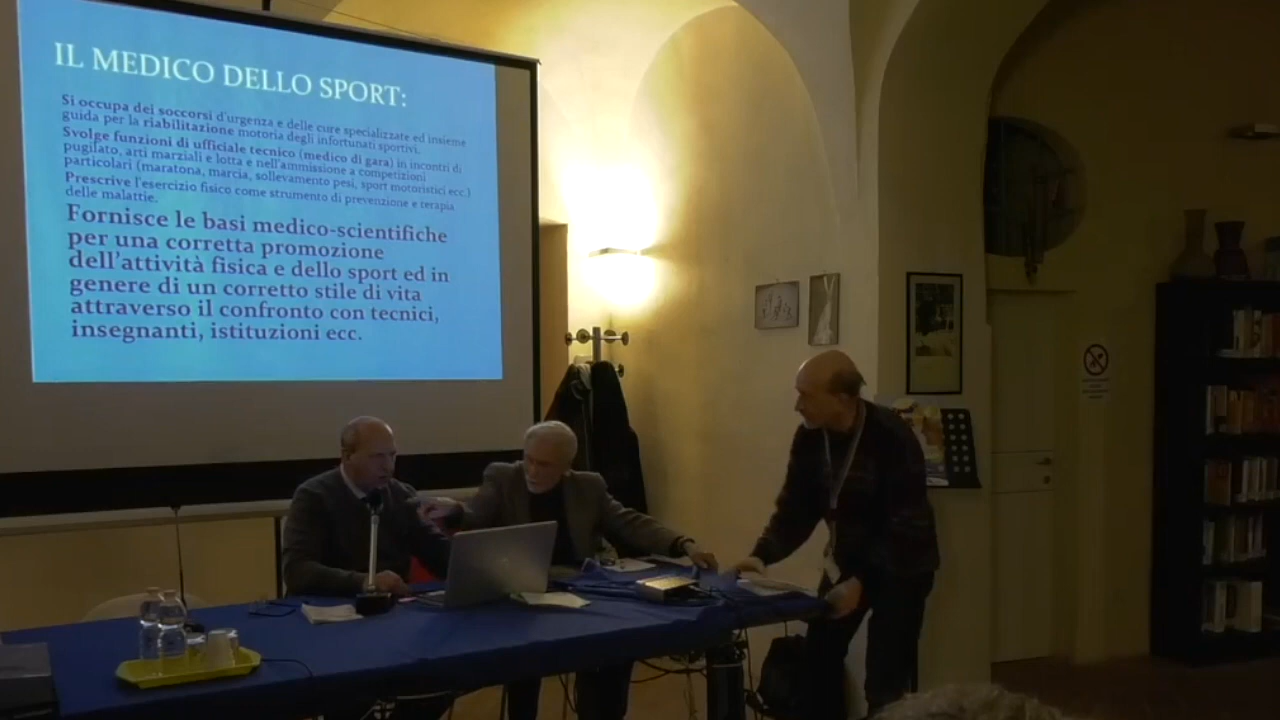 IL MEDICO DELLO SPORT:
Si occupa dei soccorsi d'urgenza e delle cure specializzate ed insieme
guida per la riabilitazione motoria degli infortunati sportivi.
Svolge funzioni di ufficiale tecnico (medico di gara) in incontri di
pugilato, arti marziali e lotta e nell'ammissione a competizioni
particolari (maratona, marcia, sollevamento pesi, sport motoristici ecc.)
Prescrive l'esercizio fisico come strumento di prevenzione e terapia
delle malattie.
Fornisce le basi medico-scientifiche
per una corretta promozione
dell'attività fisica e dello sport ed in
genere di un corretto stile di vita
attraverso il confronto con tecnici,
insegnanti, istituzioni ecc.